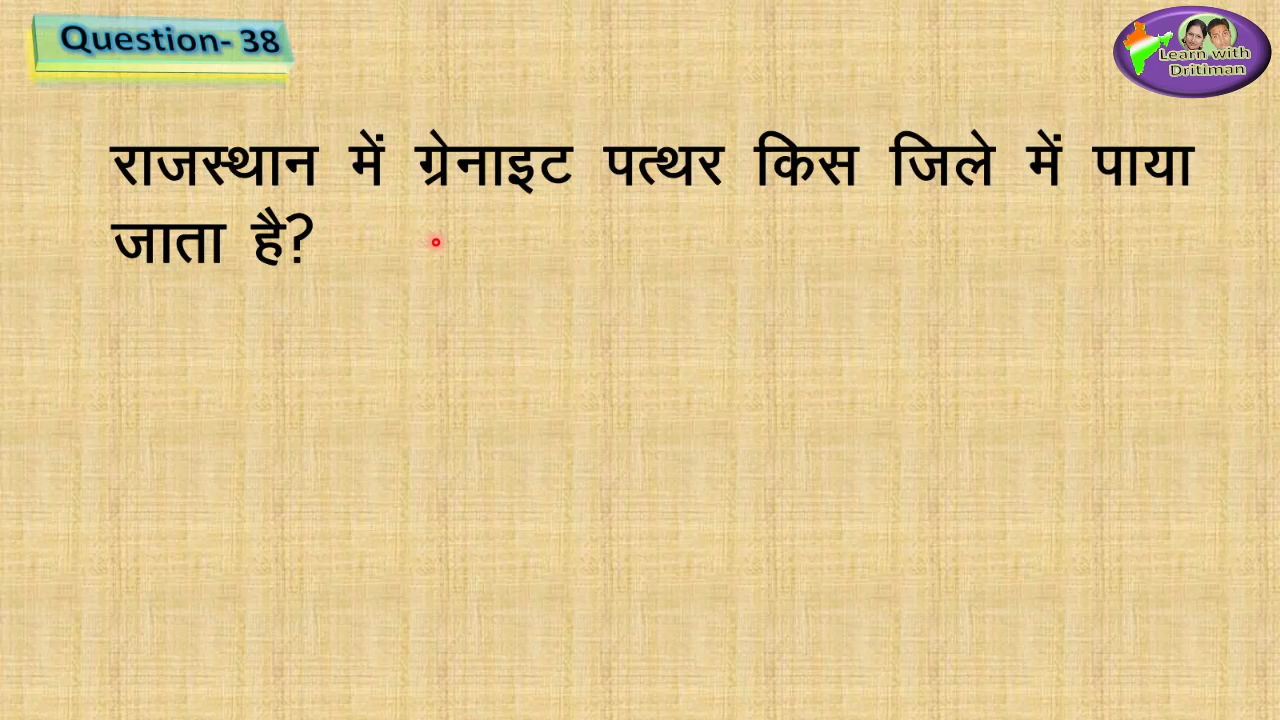 Question- 38
Learn with
Dritiman
राजस्थान में ग्रेनाइट पत्थर किस जिले में पाया
जाता है?